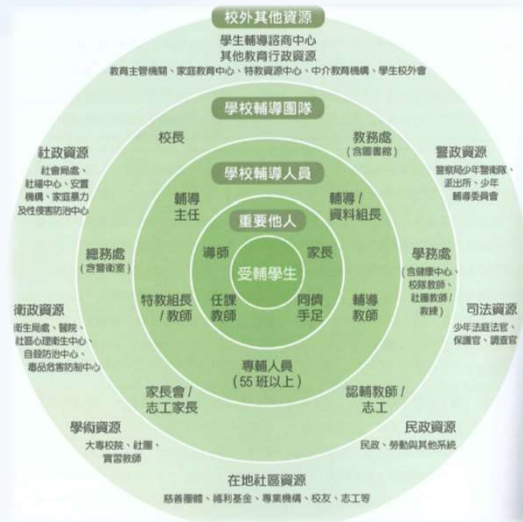 校外其他資源
學生輔導諮商中心
其他教育行政資源
教育主管機關、家庭教育中心、特教資源中心、中介教育機構、學生校外會
學校輔導團隊
校長
教務處
(含圖書館)
社政資源
社會局處、
社福中心、安置
機構、家庭暴力
及性侵害防治中心
警政資源
警察局少年警衛隊、
派出所、少年
輔導委員會
學校輔導人員
輔導
主任
輔導/
資料組長
重要他人
導師
家長
受輔學生
總務處
(含警衛室)
學務處
(含健康中心、
校隊教師、
社團教師/
教練)
特教組長
/教師
任課
教師
同儕
手足
輔導
教師
衛政資源
衛生局處、醫院、
社區心理衛生中心、
自殺防治中心、
毒品危害防制中心
司法資源
少年法庭法官、
保護官、調查官
專輔人員
(55 班以上)
家長會/
志工家長
認輔教師/
志工
學術資源
大專校院、社團、
實習教師
民政資源
民政、勞動與其他系統
在地社區資源
慈善團體、福利基金、專業機構、校友、志工等